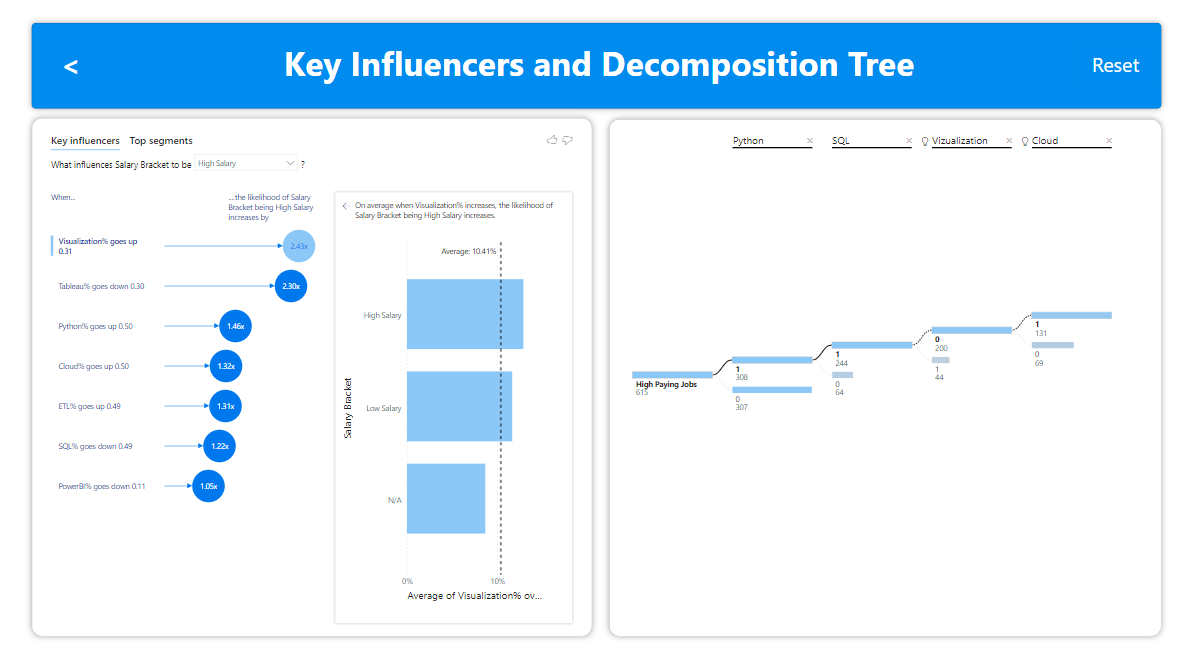 <
Key Influencers and Decomposition Tree
Reset
Key influencers
Top segments
What influences Salary Bracket to be
High Salary
?
When...
...the likelihood of Salary
Bracket being High Salary
increases by
Visualization% goes up
0.31
2.43x
Tableau% goes down 0.30
2.30x
Python% goes up 0.50
1.46x
Cloud% goes up 0.50
1.32x
ETL% goes up 0.49
1.31x
SQL% goes down 0.49
1.22x
PowerBI% goes down 0.11
1.05x
On average when Visualization% increases, the likelihood of
Salary Bracket being High Salary increases.
Average: 10.41%
High Salary
Low Salary
N/A
Salary Bracket
0%
10%
Average of Visualization% ov...
Python
SQL
Vizualization
Cloud
High Paying Jobs
615
1
308
0
307
1
244
0
64
0
200
1
44
1
131
0
69